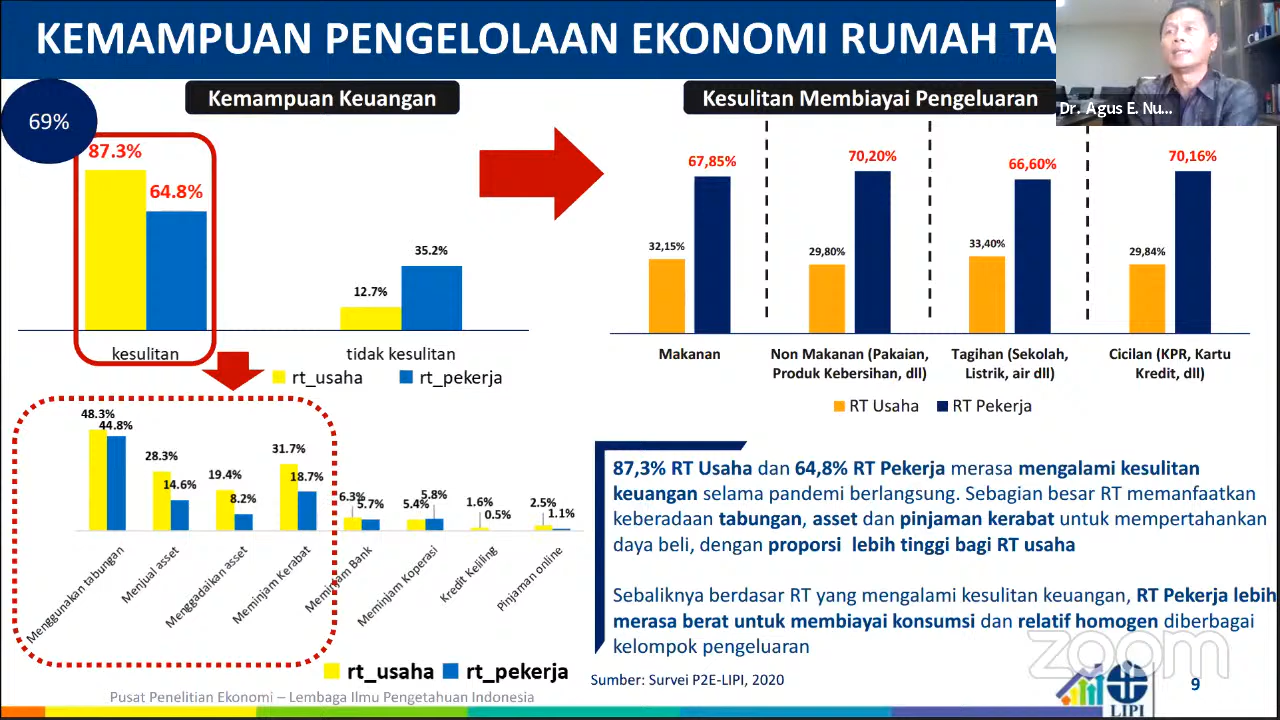 KEMAMPUAN PENGELOLAAN EKONOMI RUMAH TA
Dr. Agus E. Nu...
69%
Kemampuan Keuangan
87.3%
64.8%
12.7%
35.2%
kesulitan
tidak kesulitan
rt_usaha
rt_pekerja
Kesulitan Membiayai Pengeluaran
67,85%
70,20%
66,60%
70,16%
32,15%
29,80%
33,40%
29,84%
Makanan
Non Makanan (Pakaian,
Produk Kebersihan, dll)
Tagihan (Sekolah,
Listrik, air dll)
Cicilan (KPR, Kartu
Kredit, dll)
RT Usaha
RT Pekerja
48.3%
44.8%
28.3%
14.6%
19.4%
8.2%
31.7%
18.7%
6.3%
5.7%
5.4%
5.8%
1.6%
0.5%
2.5%
1.1%
Menggunakan tabungan
Menjual asset
Menggadaikan asset
Meminjam Kerabat
Meminjam Bank
Meminjam Koperasi
Kredit Keliling
Pinjaman online
rt_usaha
rt_pekerja
87,3% RT Usaha dan 64,8% RT Pekerja merasa mengalami kesulitan
keuangan selama pandemi berlangsung. Sebagian besar RT memanfaatkan
keberadaan tabungan, asset dan pinjaman kerabat untuk mempertahankan
daya beli, dengan proporsi lebih tinggi bagi RT usaha
Sebaliknya berdasar RT yang mengalami kesulitan keuangan, RT Pekerja lebih
merasa berat untuk membiayai konsumsi dan relatif homogen diberbagai
kelompok pengeluaran
Sumber: Survei P2E-LIPI, 2020
Pusat Penelitian Ekonomi – Lembaga Ilmu Pengetahuan Indonesia
zoom
LIPI
9